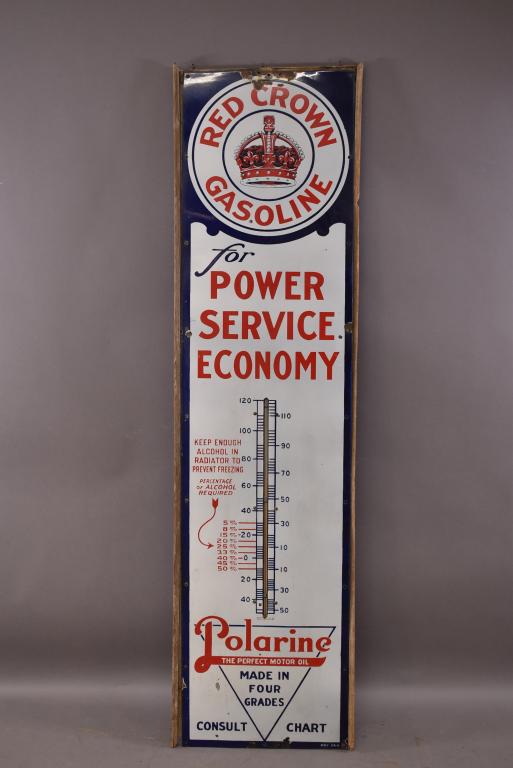 RED CROWN
GASOLINE
for
POWER
SERVICE
ECONOMY
120
110
100
90
80
70
60
50
40
30
20
10
0
10
20
30
40
50
KEEP ENOUGH
ALCOHOL IN
RADIATOR TO
PREVENT FREEZING
PERCENTAGE
OF ALCOHOL
REQUIRED
5 %
8 %
15 %
20 %
26 %
33 %
40 %
45 %
50 %
Polarine
THE PERFECT MOTOR OIL
MADE IN
FOUR
GRADES
CONSULT CHART